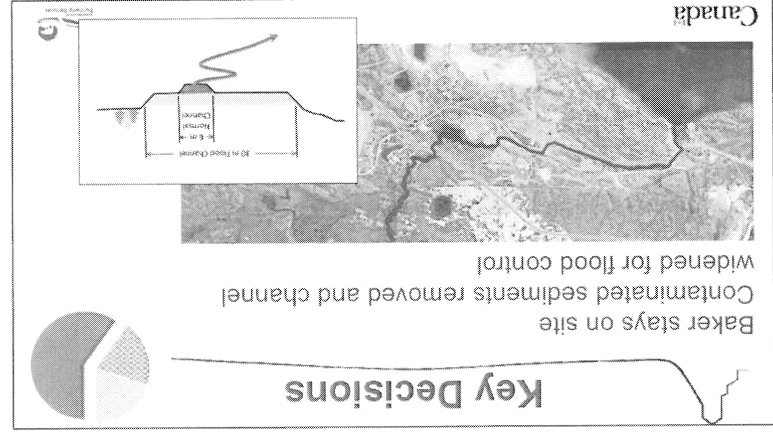 Key Decisions
Baker stays on site
Contaminated sediments removed and channel
widened for flood control
30 m Flood Channel
6 m
Normal
Channel
Canada